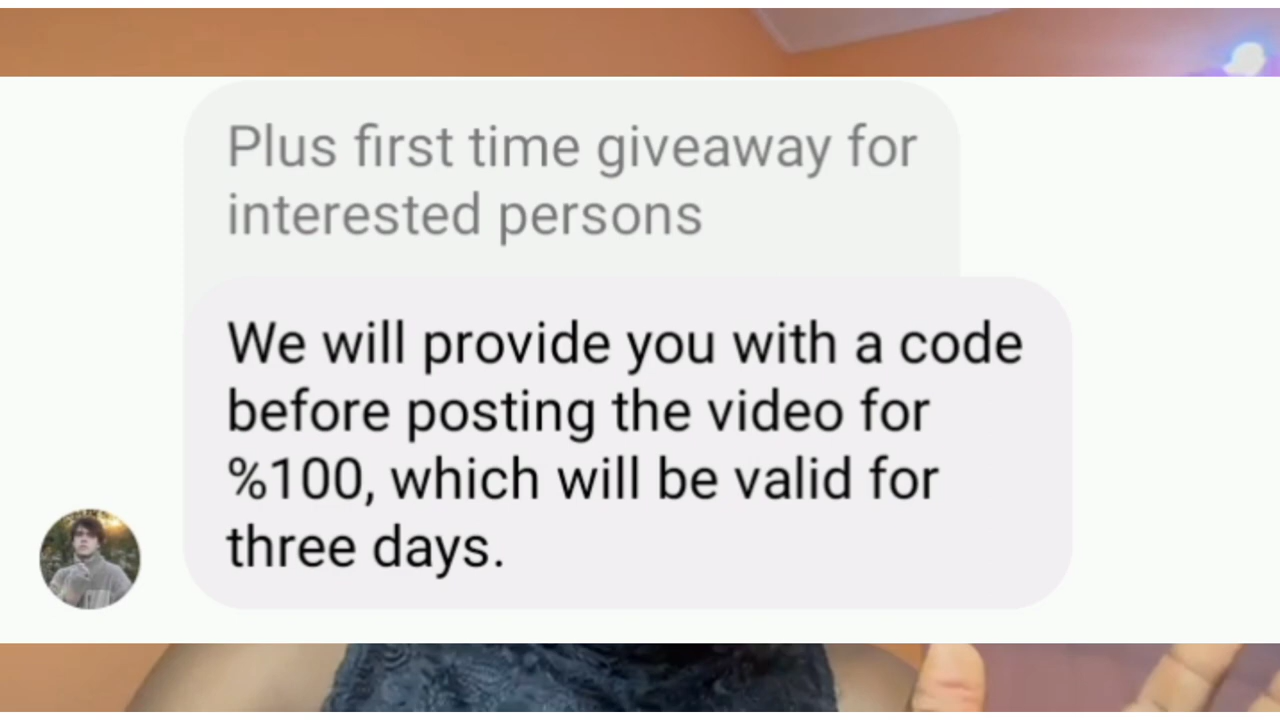 Plus first time giveaway for
interested persons
We will provide you with a code
before posting the video for
%100, which will be valid for
three days.